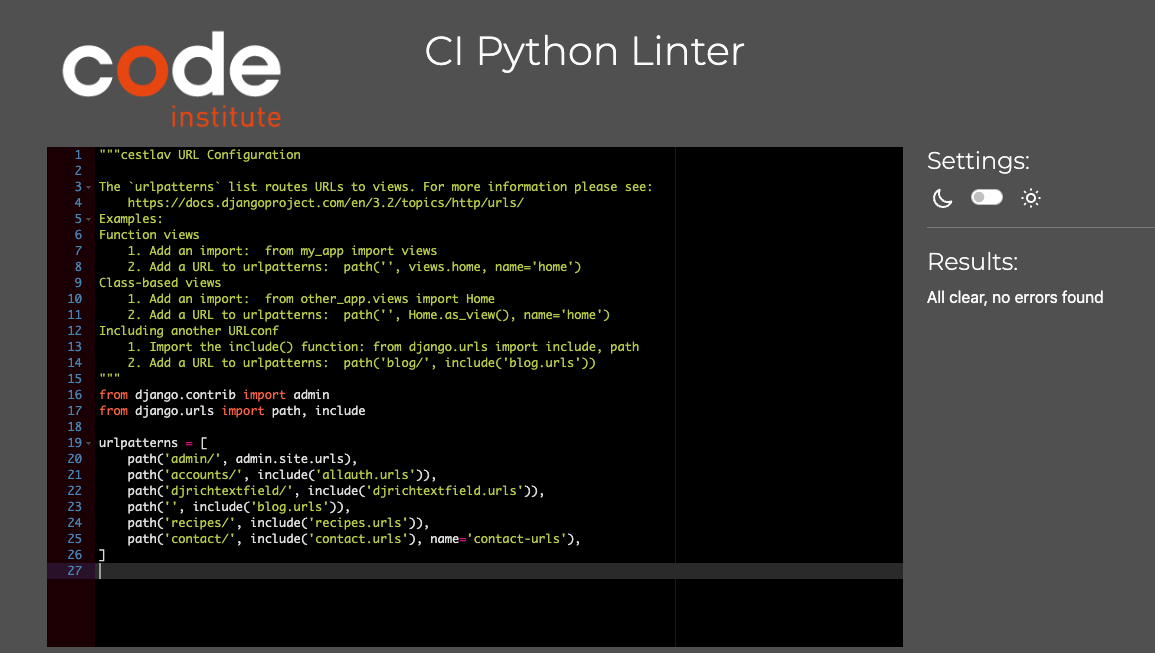 code
institute
CI Python Linter
1 """cestlav URL Configuration
2
3 The `urlpatterns` list routes URLs to views. For more information please see:
4     https://docs.djangoproject.com/en/3.2/topics/http/urls/
5 Examples:
6 Function views
7     1. Add an import:  from my_app import views
8     2. Add a URL to urlpatterns:  path('', views.home, name='home')
9 Class-based views
10     1. Add an import:  from other_app.views import Home
11     2. Add a URL to urlpatterns:  path('', Home.as_view(), name='home')
12 Including another URLconf
13     1. Import the include() function: from django.urls import include, path
14     2. Add a URL to urlpatterns:  path('blog/', include('blog.urls'))
15 """
16 from django.contrib import admin
17 from django.urls import path, include
18
19 urlpatterns = [
20     path('admin/', admin.site.urls),
21     path('accounts/', include('allauth.urls')),
22     path('djrichtextfield/', include('djrichtextfield.urls')),
23     path('', include('blog.urls')),
24     path('recipes/', include('recipes.urls')),
25     path('contact/', include('contact.urls'), name='contact-urls'),
26 ]
27
Settings:
Results:
All clear, no errors found